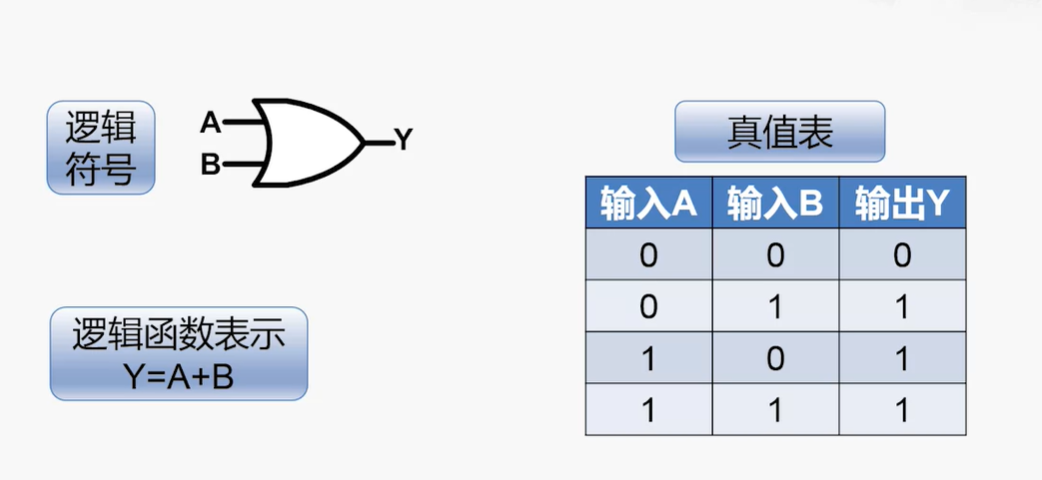 逻辑
符号
A
B
Y
逻辑函数表示
Y=A+B
真值表
输入A 输入B 输出Y
0 0 0
0 1 1
1 0 1
1 1 1